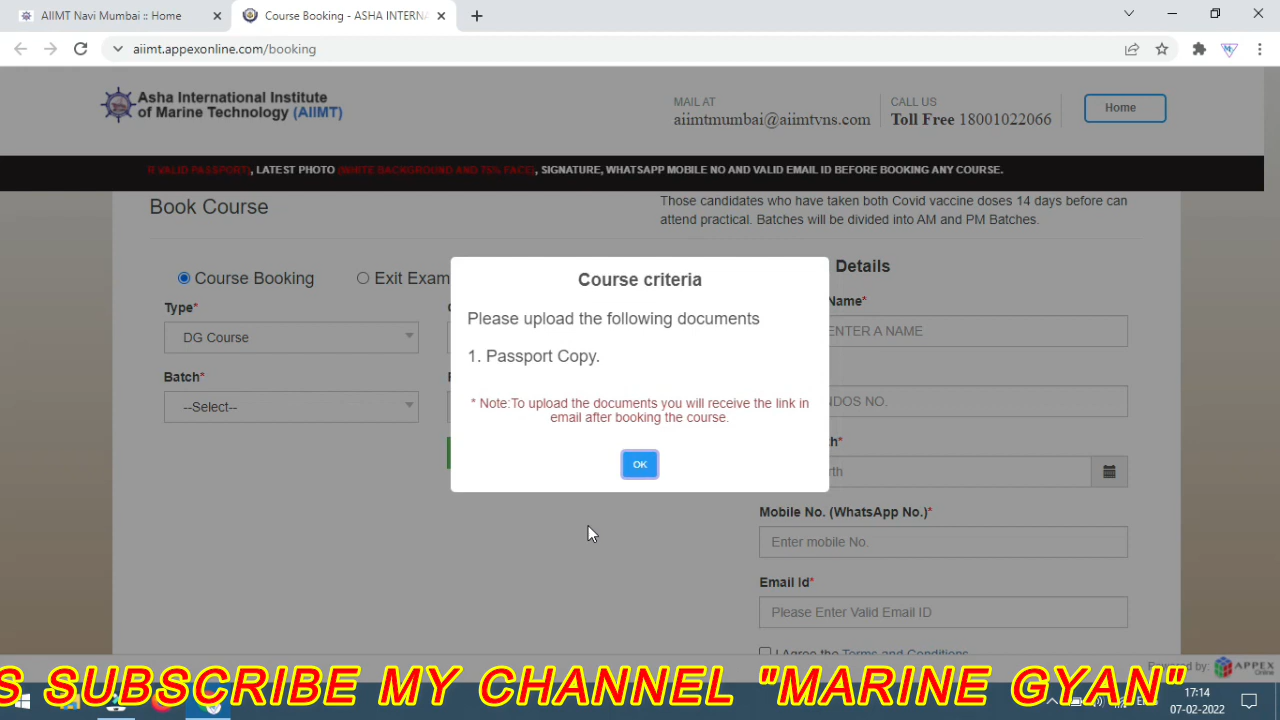 AIIMT Navi Mumbai :: Home
Course Booking - ASHA INTERNA
aiimt.appexonline.com/booking
Asha International Institute
of Marine Technology (AIIMT)
MAIL AT
aiimtmumbai@aiimtvns.com
CALL US
Toll Free 18001022066
Home
R VALID PASSPORT), LATEST PHOTO (WHITE BACKGROUND AND 75% FACE), SIGNATURE, WHATSAPP MOBILE NO AND VALID EMAIL ID BEFORE BOOKING ANY COURSE.
Book Course
Those candidates who have taken both Covid vaccine doses 14 days before can
attend practical. Batches will be divided into AM and PM Batches.
Course Booking
Exit Exam
Type*
DG Course
Batch*
--Select--
Course criteria
Please upload the following documents
1. Passport Copy.
* Note:To upload the documents you will receive the link in
email after booking the course.
OK
Details
Name*
ENTER A NAME
NDOS NO.
th*
rth
Mobile No. (WhatsApp No.)*
Enter mobile No.
Email Id*
Please Enter Valid Email ID
I Agree the Terms and Conditions
Powered by: APPEX
Online
S SUBSCRIBE MY CHANNEL "MARINE GYAN"
17:14
07-02-2022